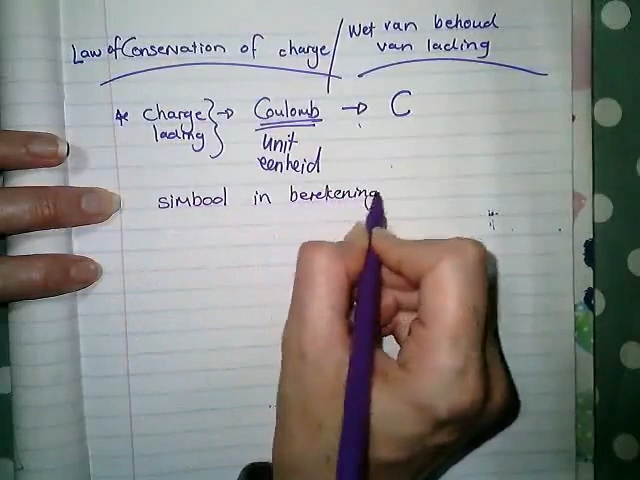 Law of Conservation of charge / Wet van behoud
van lading
* charge } → Coulomb → C
lading
unit
eenheid
simbool in berekening